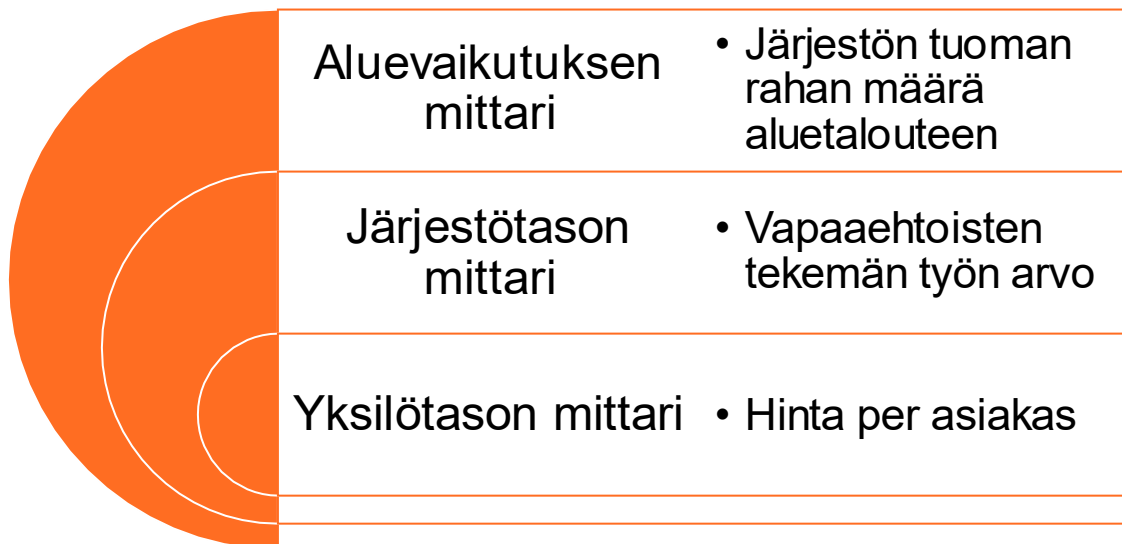 Aluevaikutuksen
mittari
• Järjestön tuoman
rahan määrä
aluetalouteen
Järjestötason
mittari
• Vapaaehtoisten
tekemän työn arvo
Yksilötason mittari
• Hinta per asiakas